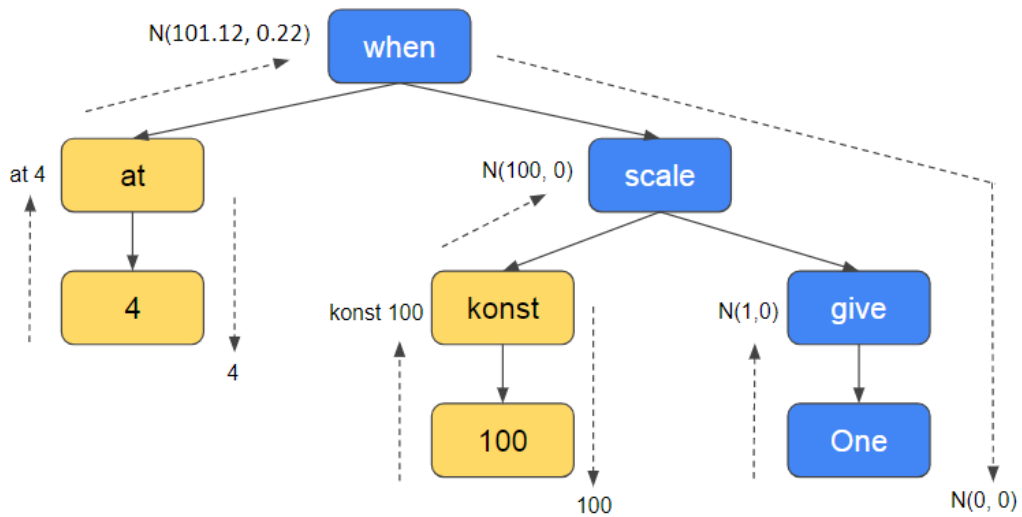 N(101.12, 0.22)
when
at 4
at
N(100, 0)
scale
4
konst 100
konst
N(1,0)
give
4
100
One
100
N(0, 0)